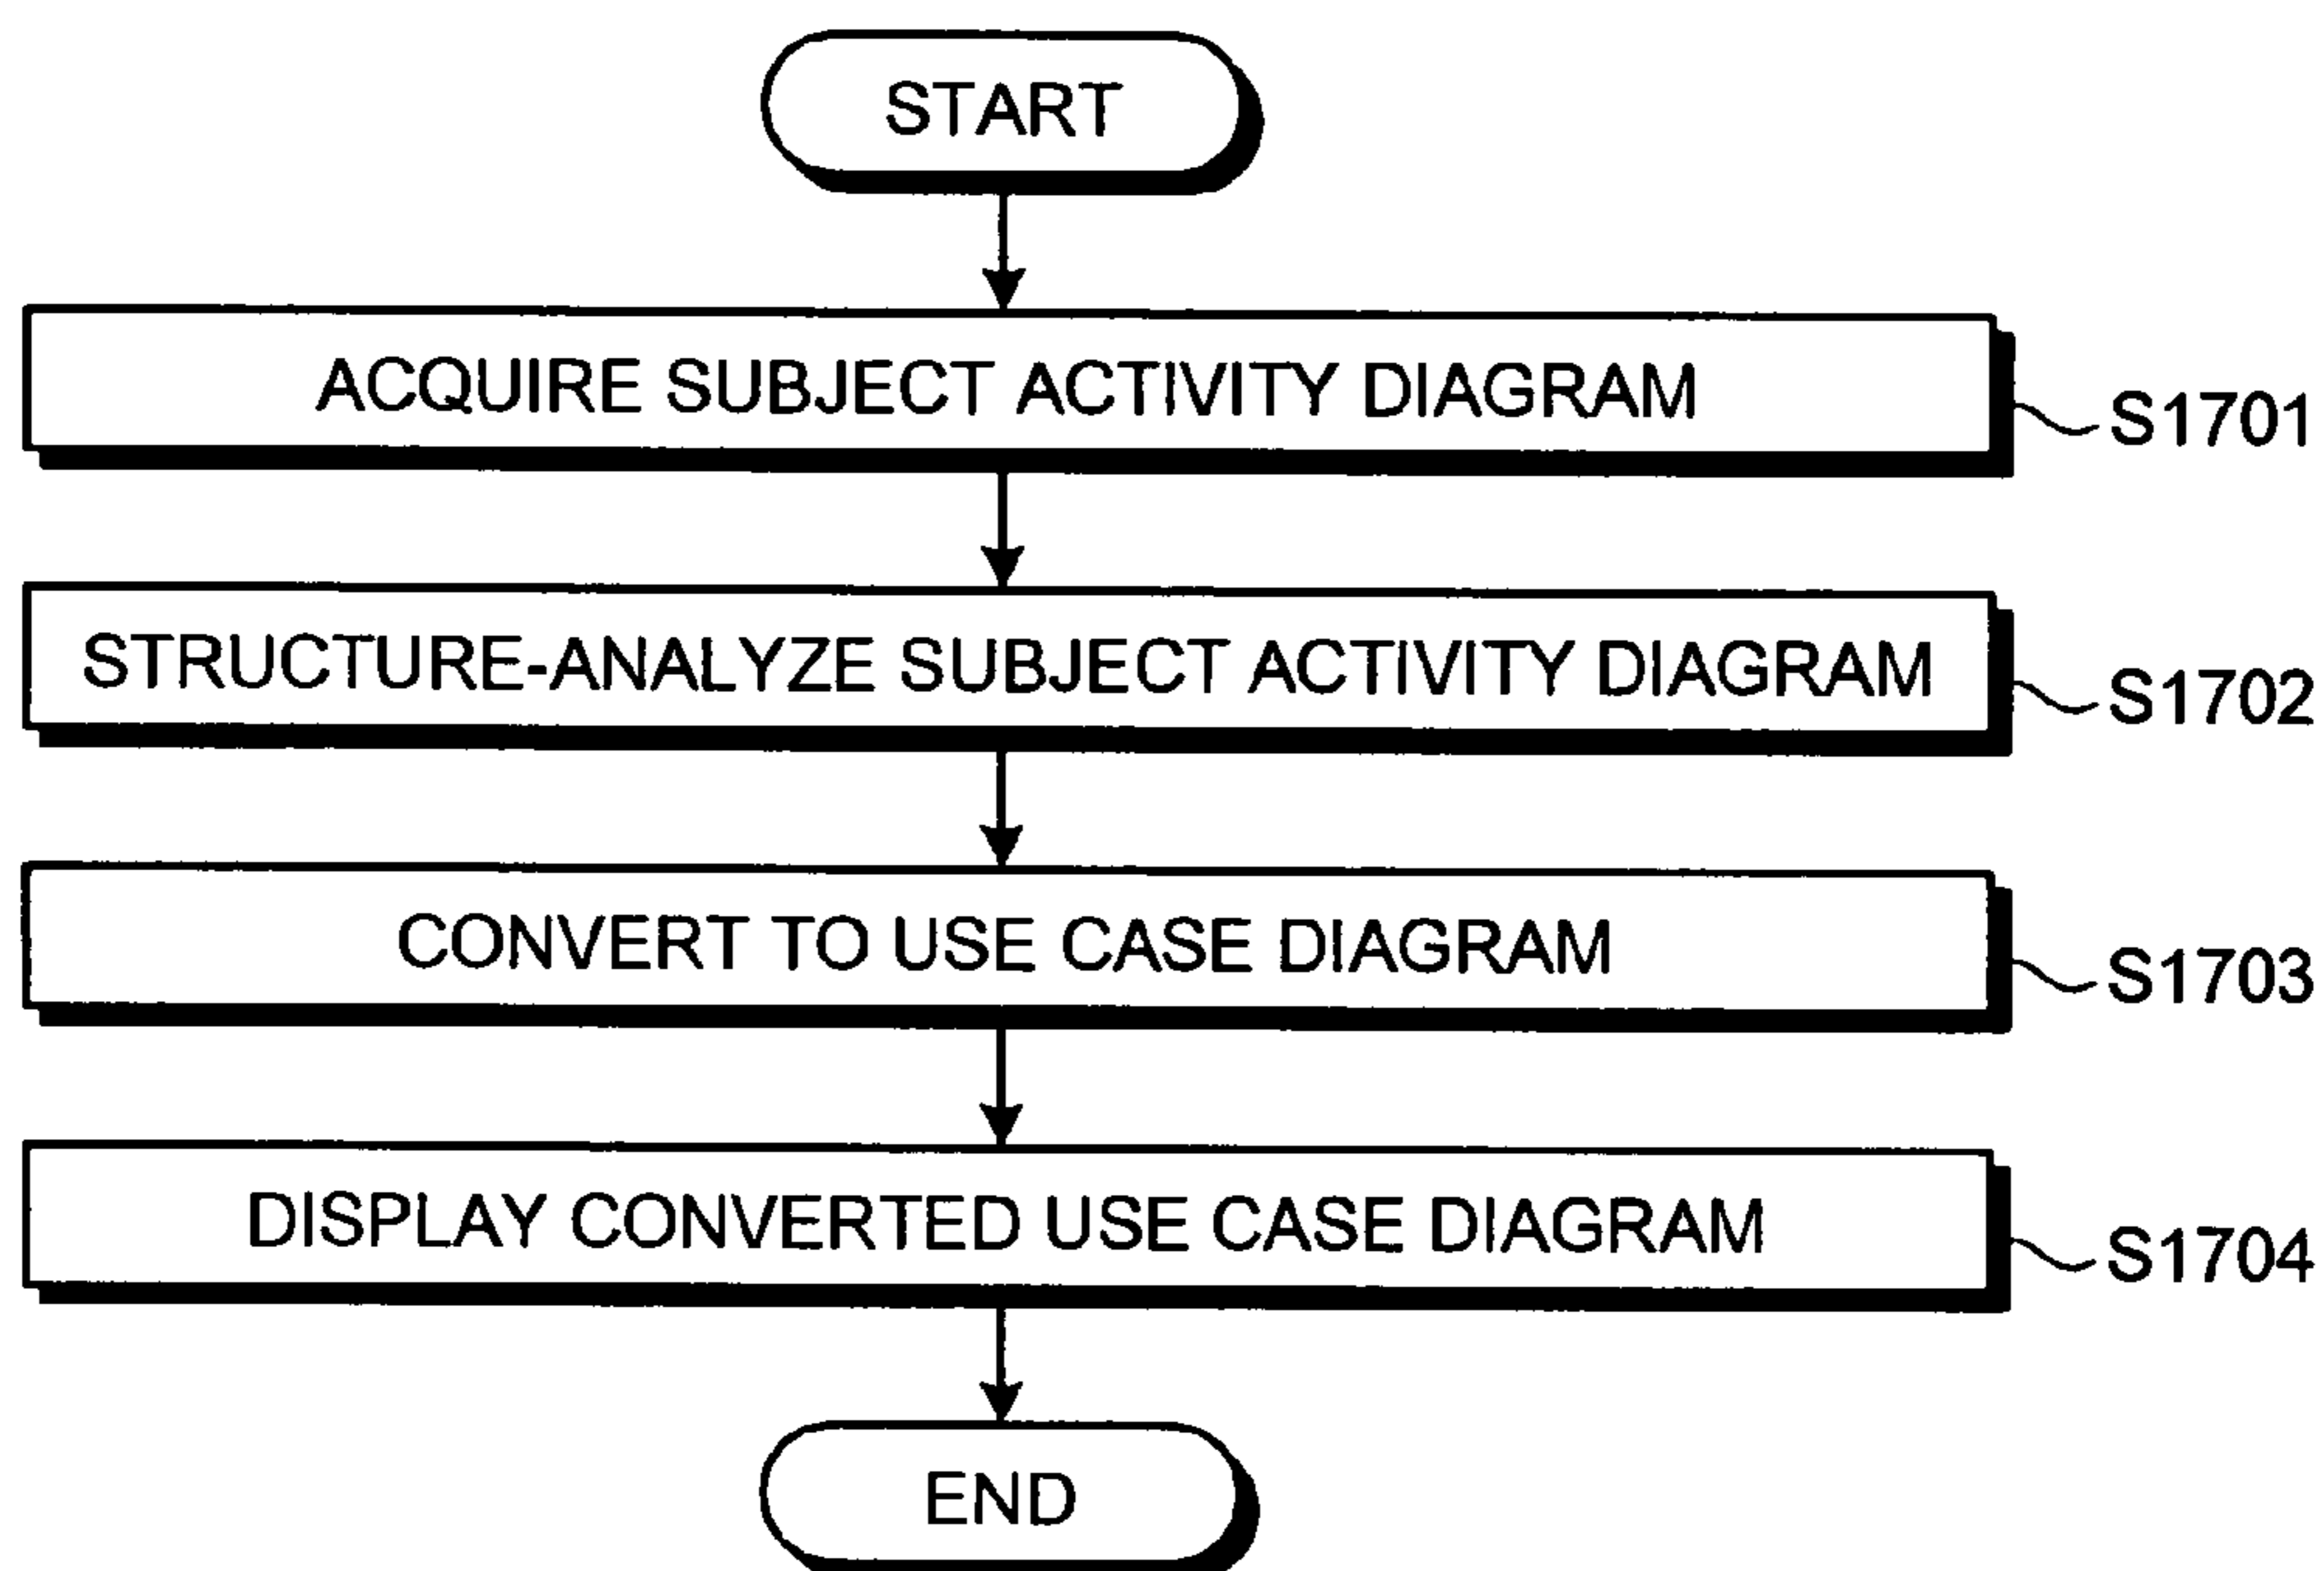 START
ACQUIRE SUBJECT ACTIVITY DIAGRAM
S1701
STRUCTURE-ANALYZE SUBJECT ACTIVITY DIAGRAM
S1702
CONVERT TO USE CASE DIAGRAM
S1703
DISPLAY CONVERTED USE CASE DIAGRAM
S1704
END